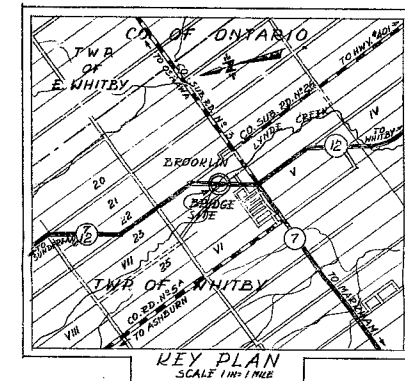 CO. OF ONTARIO
TWP.
OF
E. WHITBY
TO OSHAWA
CO. SUB. RD. No 3
TO HWY. #401
CO. SUB. RD. No 26
LYNDE CREEK
IV
TO WHITBY
12
BROOKLIN
V
BRIDGE
SITE
20
21
22
23
25
7
12
TO SUNDERLAND
VII
VI
7
TWP. OF WHITBY
CO. RD. No 5A
TO ASHBURN
TO MARKHAM
VIII
KEY PLAN
SCALE 1 IN = 1 MILE